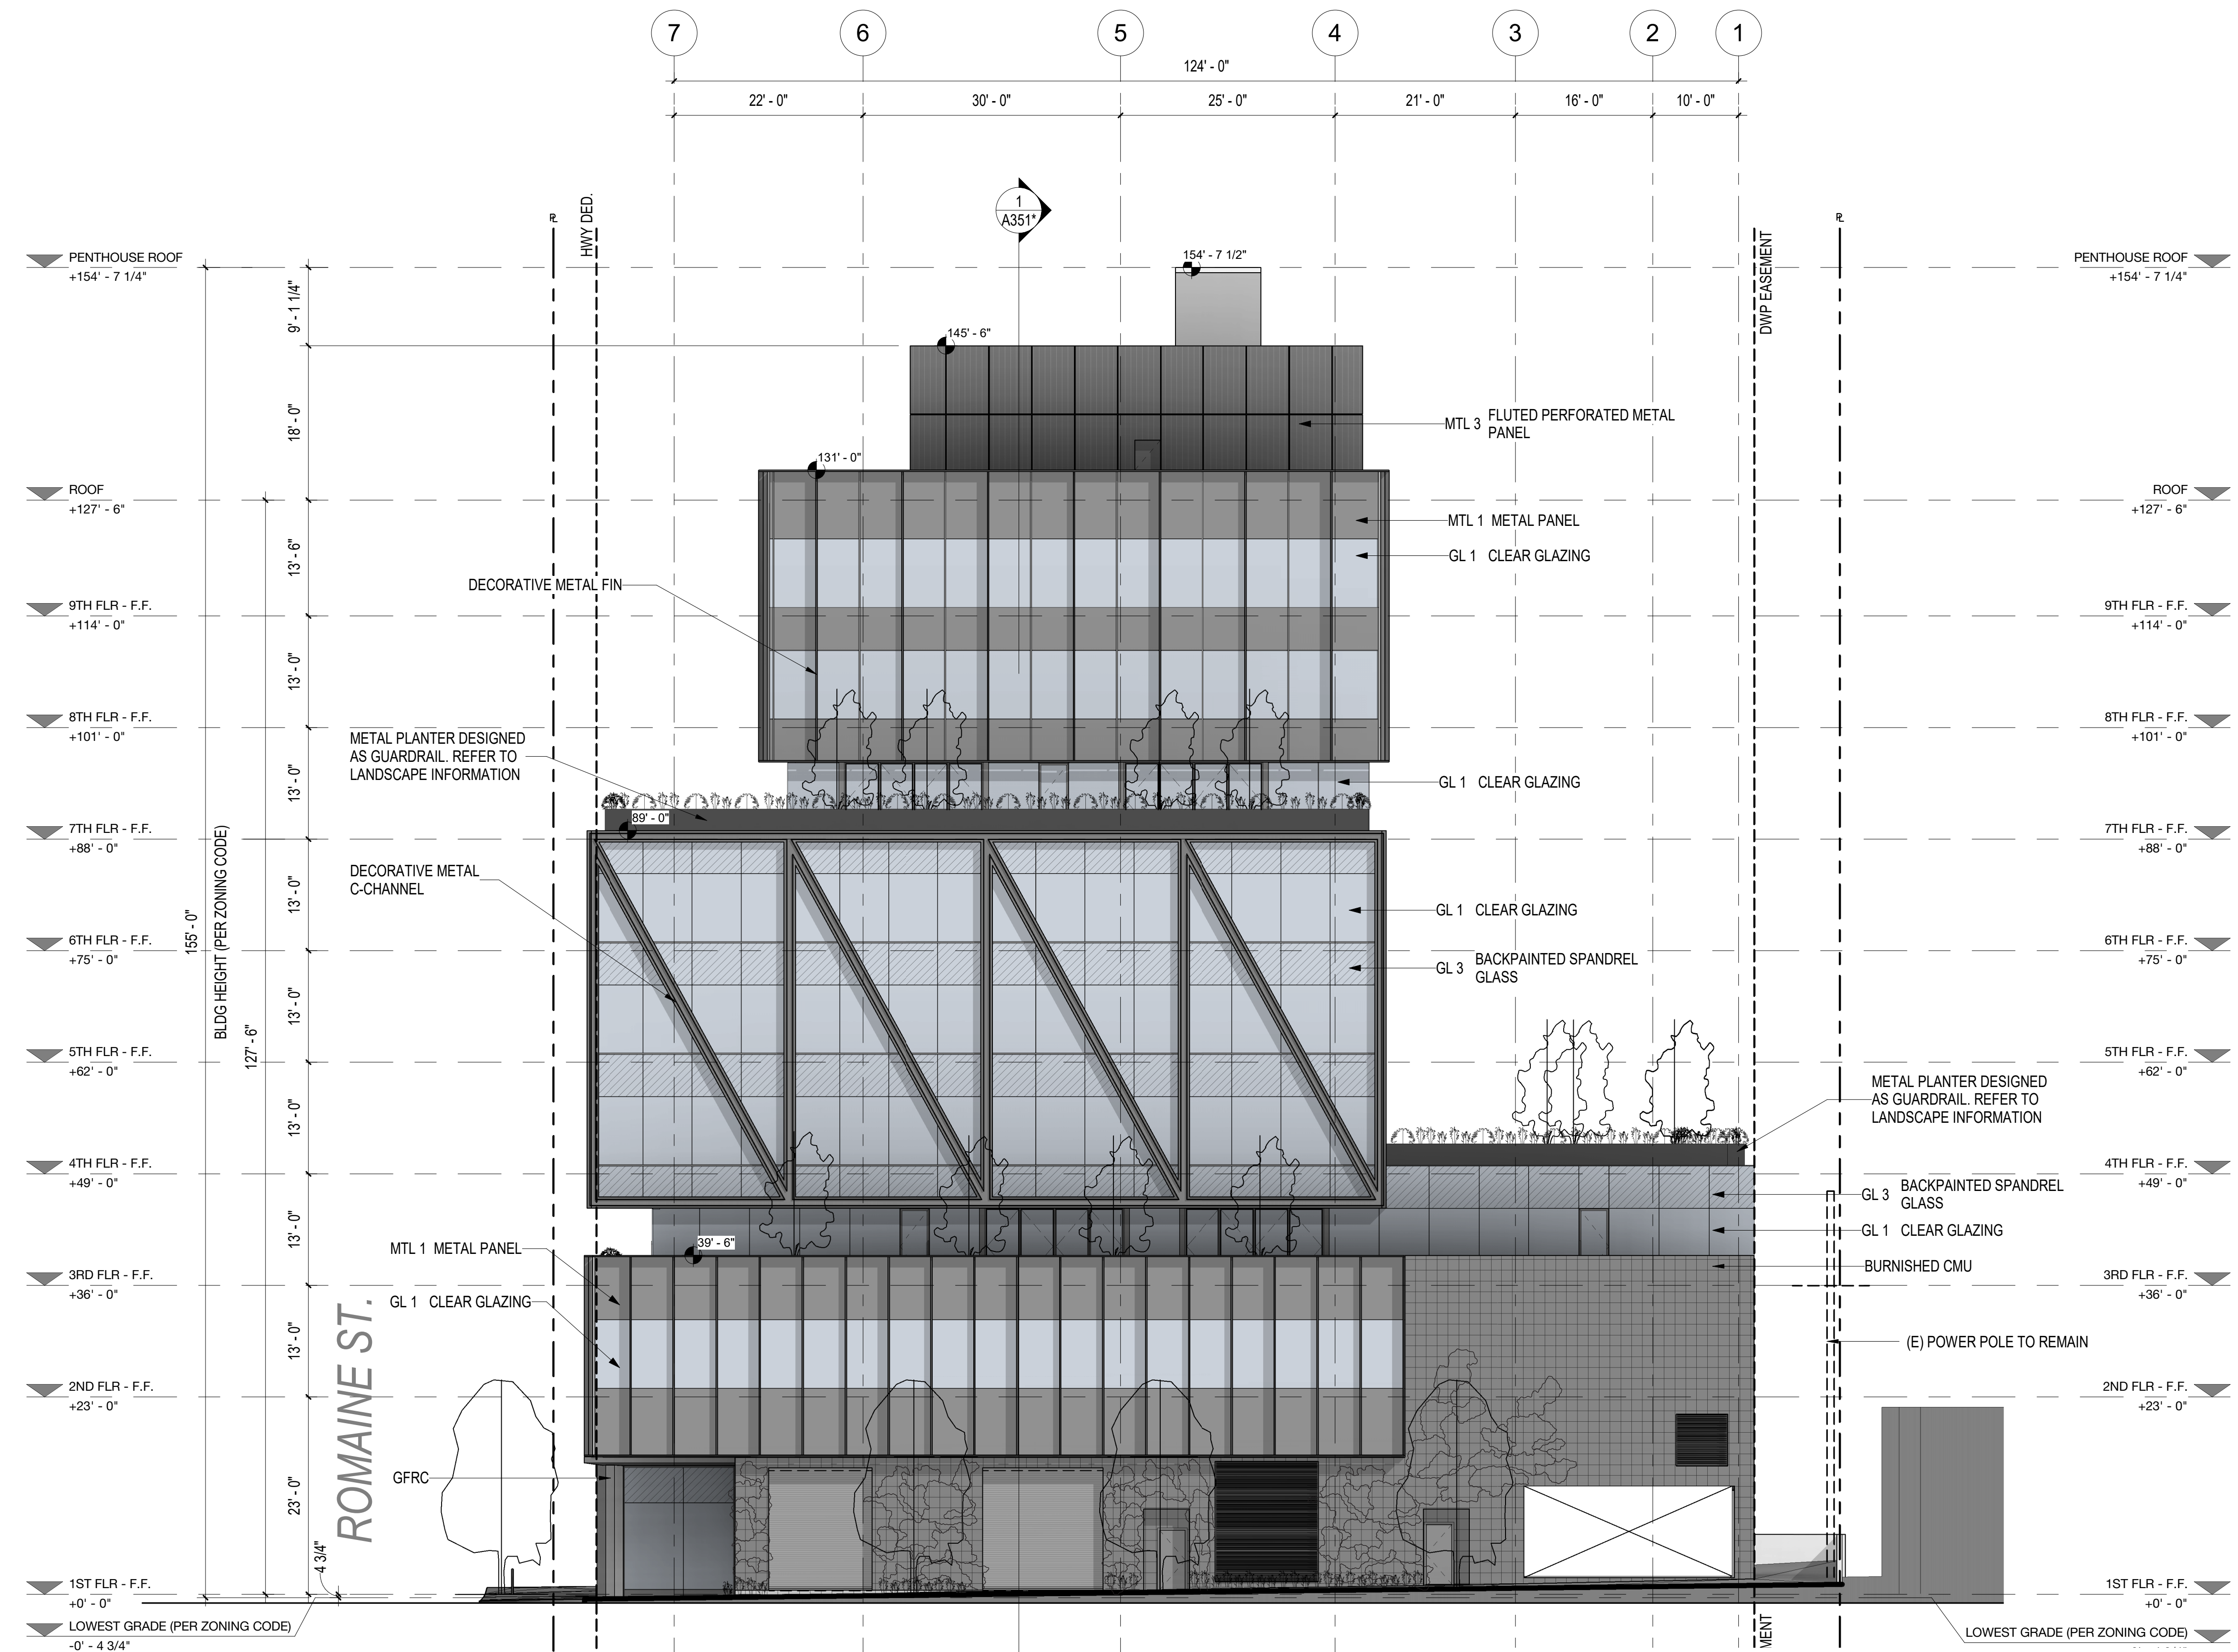 7 6 5 4 3 2 1
124' - 0"
22' - 0" 30' - 0" 25' - 0" 21' - 0" 16' - 0" 10' - 0"
HWY DED.
1
A351*
DWP EASEMENT
PENTHOUSE ROOF
+154' - 7 1/4"
154' - 7 1/2"
PENTHOUSE ROOF
+154' - 7 1/4"
9' - 1 1/4"
145' - 6"
18' - 0"
MTL 3 FLUTED PERFORATED METAL
PANEL
131' - 0"
ROOF
+127' - 6"
ROOF
+127' - 6"
MTL 1 METAL PANEL
GL 1 CLEAR GLAZING
13' - 6"
DECORATIVE METAL FIN
9TH FLR - F.F.
+114' - 0"
9TH FLR - F.F.
+114' - 0"
13' - 0"
8TH FLR - F.F.
+101' - 0"
8TH FLR - F.F.
+101' - 0"
METAL PLANTER DESIGNED
AS GUARDRAIL. REFER TO
LANDSCAPE INFORMATION
GL 1 CLEAR GLAZING
13' - 0"
89' - 0"
7TH FLR - F.F.
+88' - 0"
7TH FLR - F.F.
+88' - 0"
DECORATIVE METAL
C-CHANNEL
13' - 0"
GL 1 CLEAR GLAZING
155' - 0"
BLDG HEIGHT (PER ZONING CODE)
127' - 6"
6TH FLR - F.F.
+75' - 0"
GL 3 BACKPAINTED SPANDREL
GLASS
6TH FLR - F.F.
+75' - 0"
13' - 0"
5TH FLR - F.F.
+62' - 0"
5TH FLR - F.F.
+62' - 0"
METAL PLANTER DESIGNED
AS GUARDRAIL. REFER TO
LANDSCAPE INFORMATION
13' - 0"
4TH FLR - F.F.
+49' - 0"
4TH FLR - F.F.
+49' - 0"
GL 3 BACKPAINTED SPANDREL
GLASS
GL 1 CLEAR GLAZING
13' - 0"
39' - 6"
MTL 1 METAL PANEL
BURNISHED CMU
3RD FLR - F.F.
+36' - 0"
3RD FLR - F.F.
+36' - 0"
GL 1 CLEAR GLAZING
13' - 0"
(E) POWER POLE TO REMAIN
ROMAINE ST.
2ND FLR - F.F.
+23' - 0"
2ND FLR - F.F.
+23' - 0"
GFRC
23' - 0"
4 3/4"
1ST FLR - F.F.
+0' - 0"
1ST FLR - F.F.
+0' - 0"
LOWEST GRADE (PER ZONING CODE)
-0' - 4 3/4"
LOWEST GRADE (PER ZONING CODE)